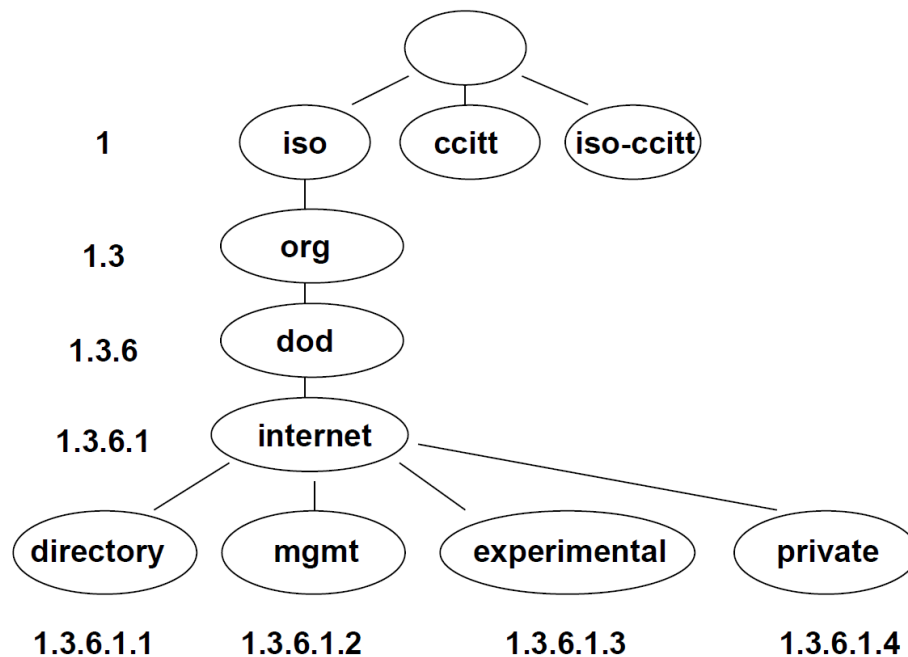 1 iso ccitt iso-ccitt
1.3 org
1.3.6 dod
1.3.6.1 internet
directory mgmt experimental private
1.3.6.1.1 1.3.6.1.2 1.3.6.1.3 1.3.6.1.4